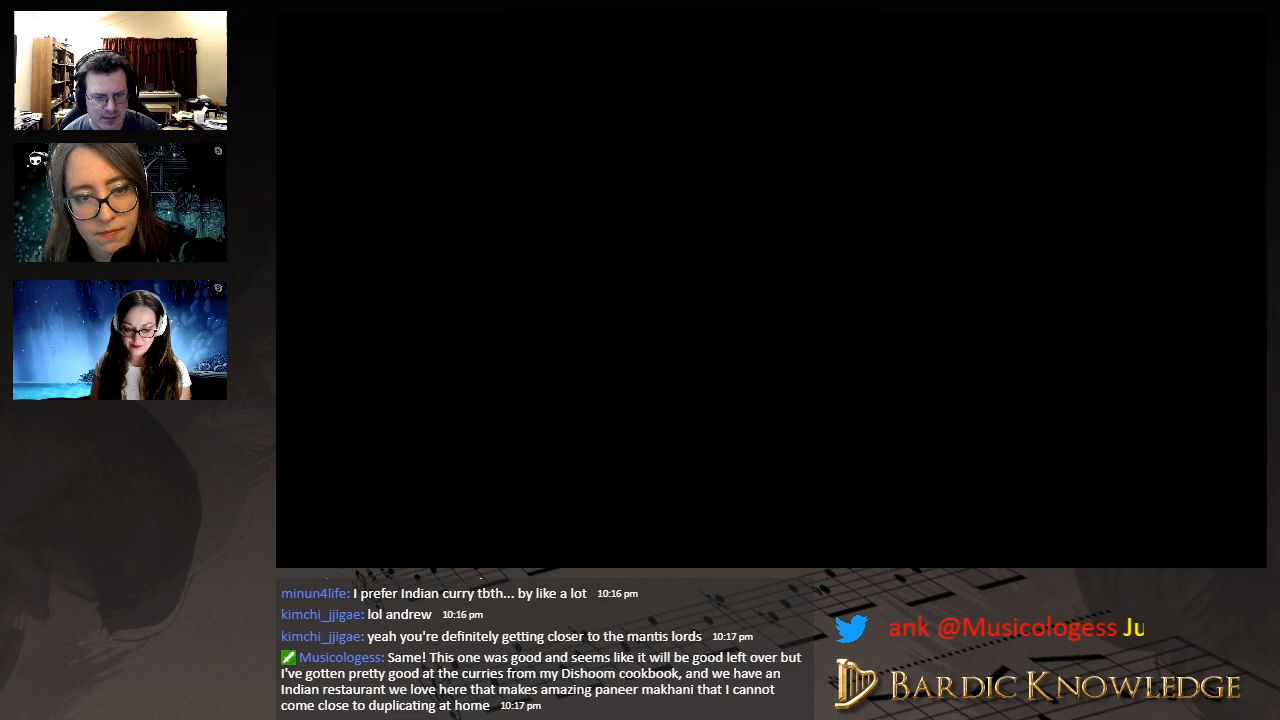 minun4life: I prefer Indian curry tbth... by like a lot 10:16 pm
kimchi_jjigae: lol andrew 10:16 pm
kimchi_jjigae: yeah you're definitely getting closer to the mantis lords 10:17 pm
Musicologess: Same! This one was good and seems like it will be good left over but
I've gotten pretty good at the curries from my Dishoom cookbook, and we have an
Indian restaurant we love here that makes amazing paneer makhani that I cannot
come close to duplicating at home 10:17 pm
ank @Musicologess Ju
BARDIC KNOWLEDGE